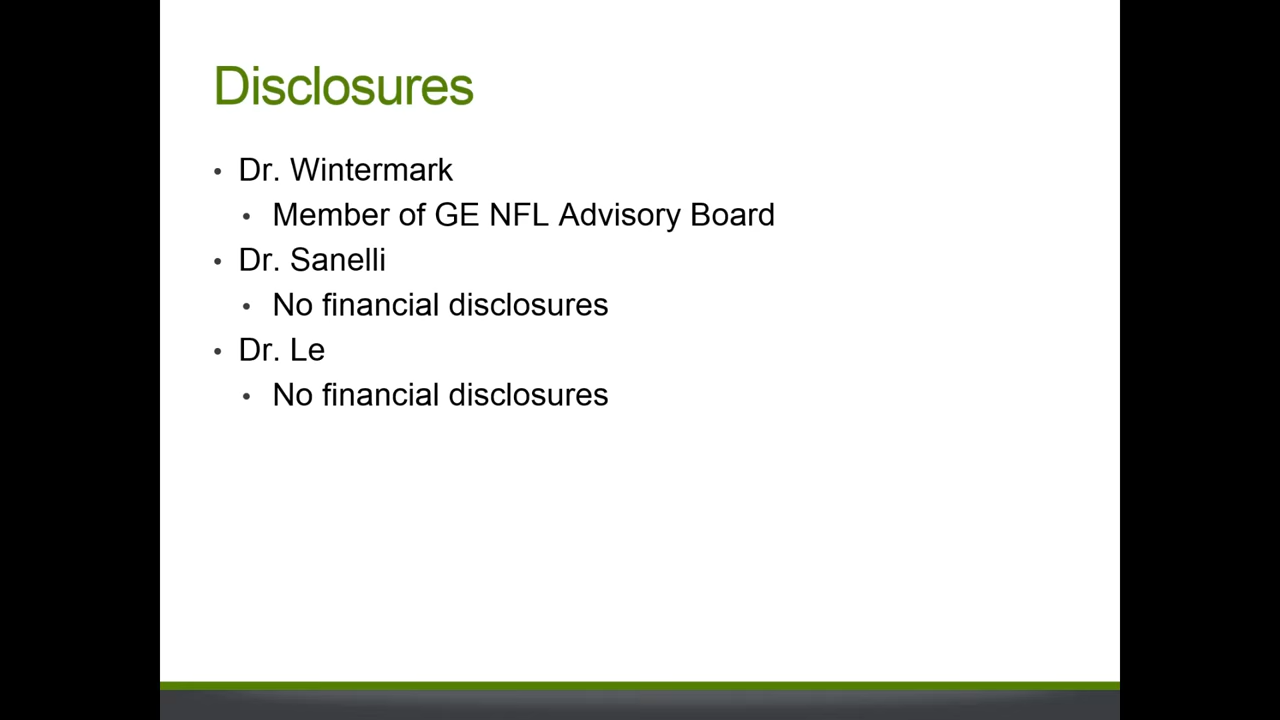 Disclosures
• Dr. Wintermark
• Member of GE NFL Advisory Board
• Dr. Sanelli
• No financial disclosures
• Dr. Le
• No financial disclosures